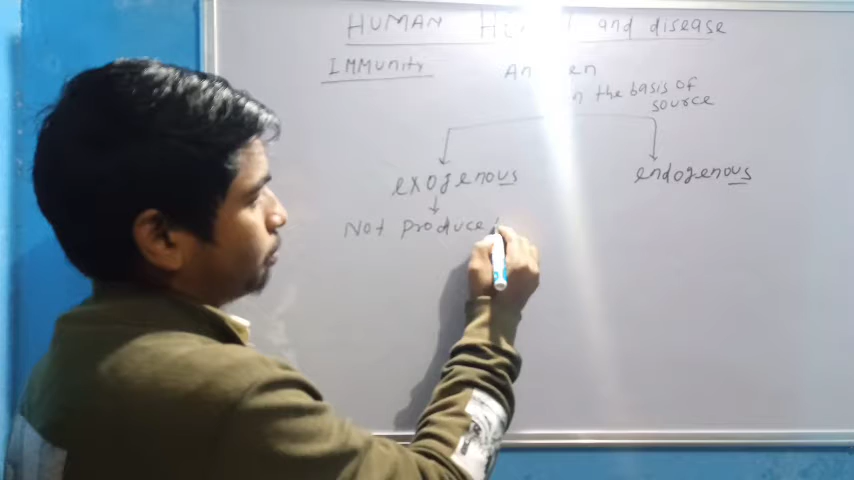 HUMAN and disease
IMMUNITY
the basis of
source
exogenous endogenous
Not produce